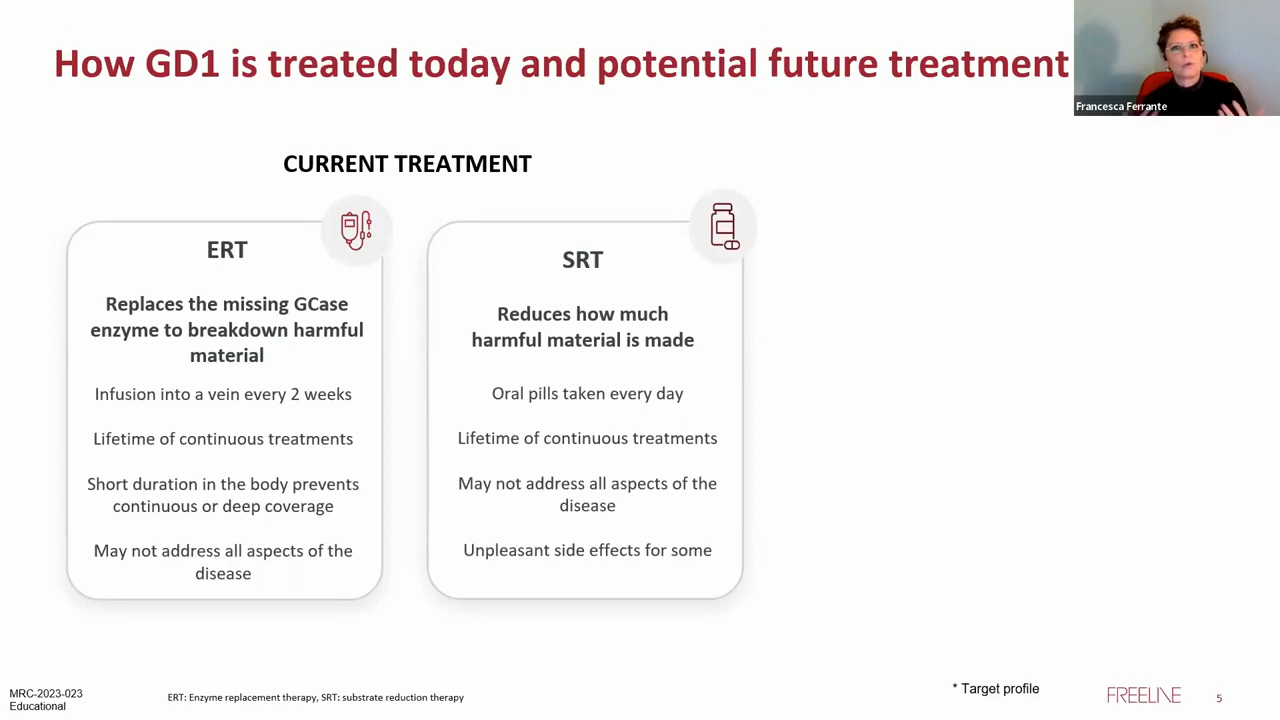 How GD1 is treated today and potential future treatment
Francesca Ferrante
CURRENT TREATMENT
ERT
Replaces the missing GCase
enzyme to breakdown harmful
material
Infusion into a vein every 2 weeks
Lifetime of continuous treatments
Short duration in the body prevents
continuous or deep coverage
May not address all aspects of the
disease
SRT
Reduces how much
harmful material is made
Oral pills taken every day
Lifetime of continuous treatments
May not address all aspects of the
disease
Unpleasant side effects for some
MRC-2023-023
Educational
ERT: Enzyme replacement therapy, SRT: substrate reduction therapy
* Target profile
FREELINE
5